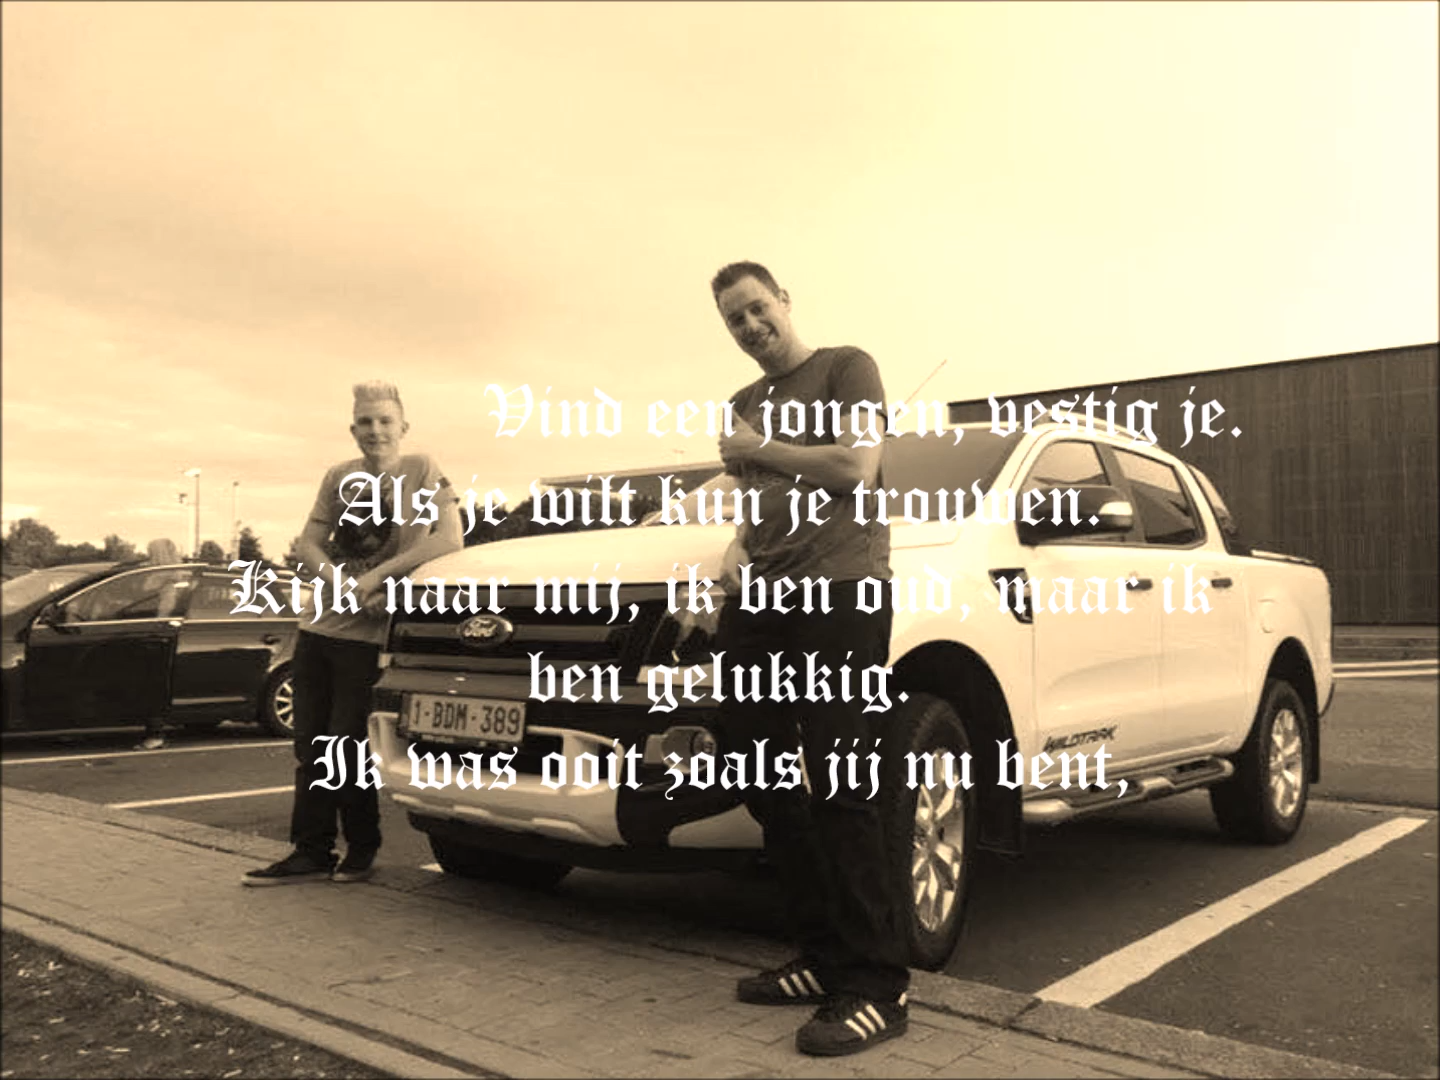 Vind een jongen, vestig je.
Als je wilt kun je trouwen.
Kijk naar mij, ik ben oud, maar ik
ben gelukkig.
Ik was ooit zoals jij nu bent,
Ford
1-BDM-389
WILDTRAK